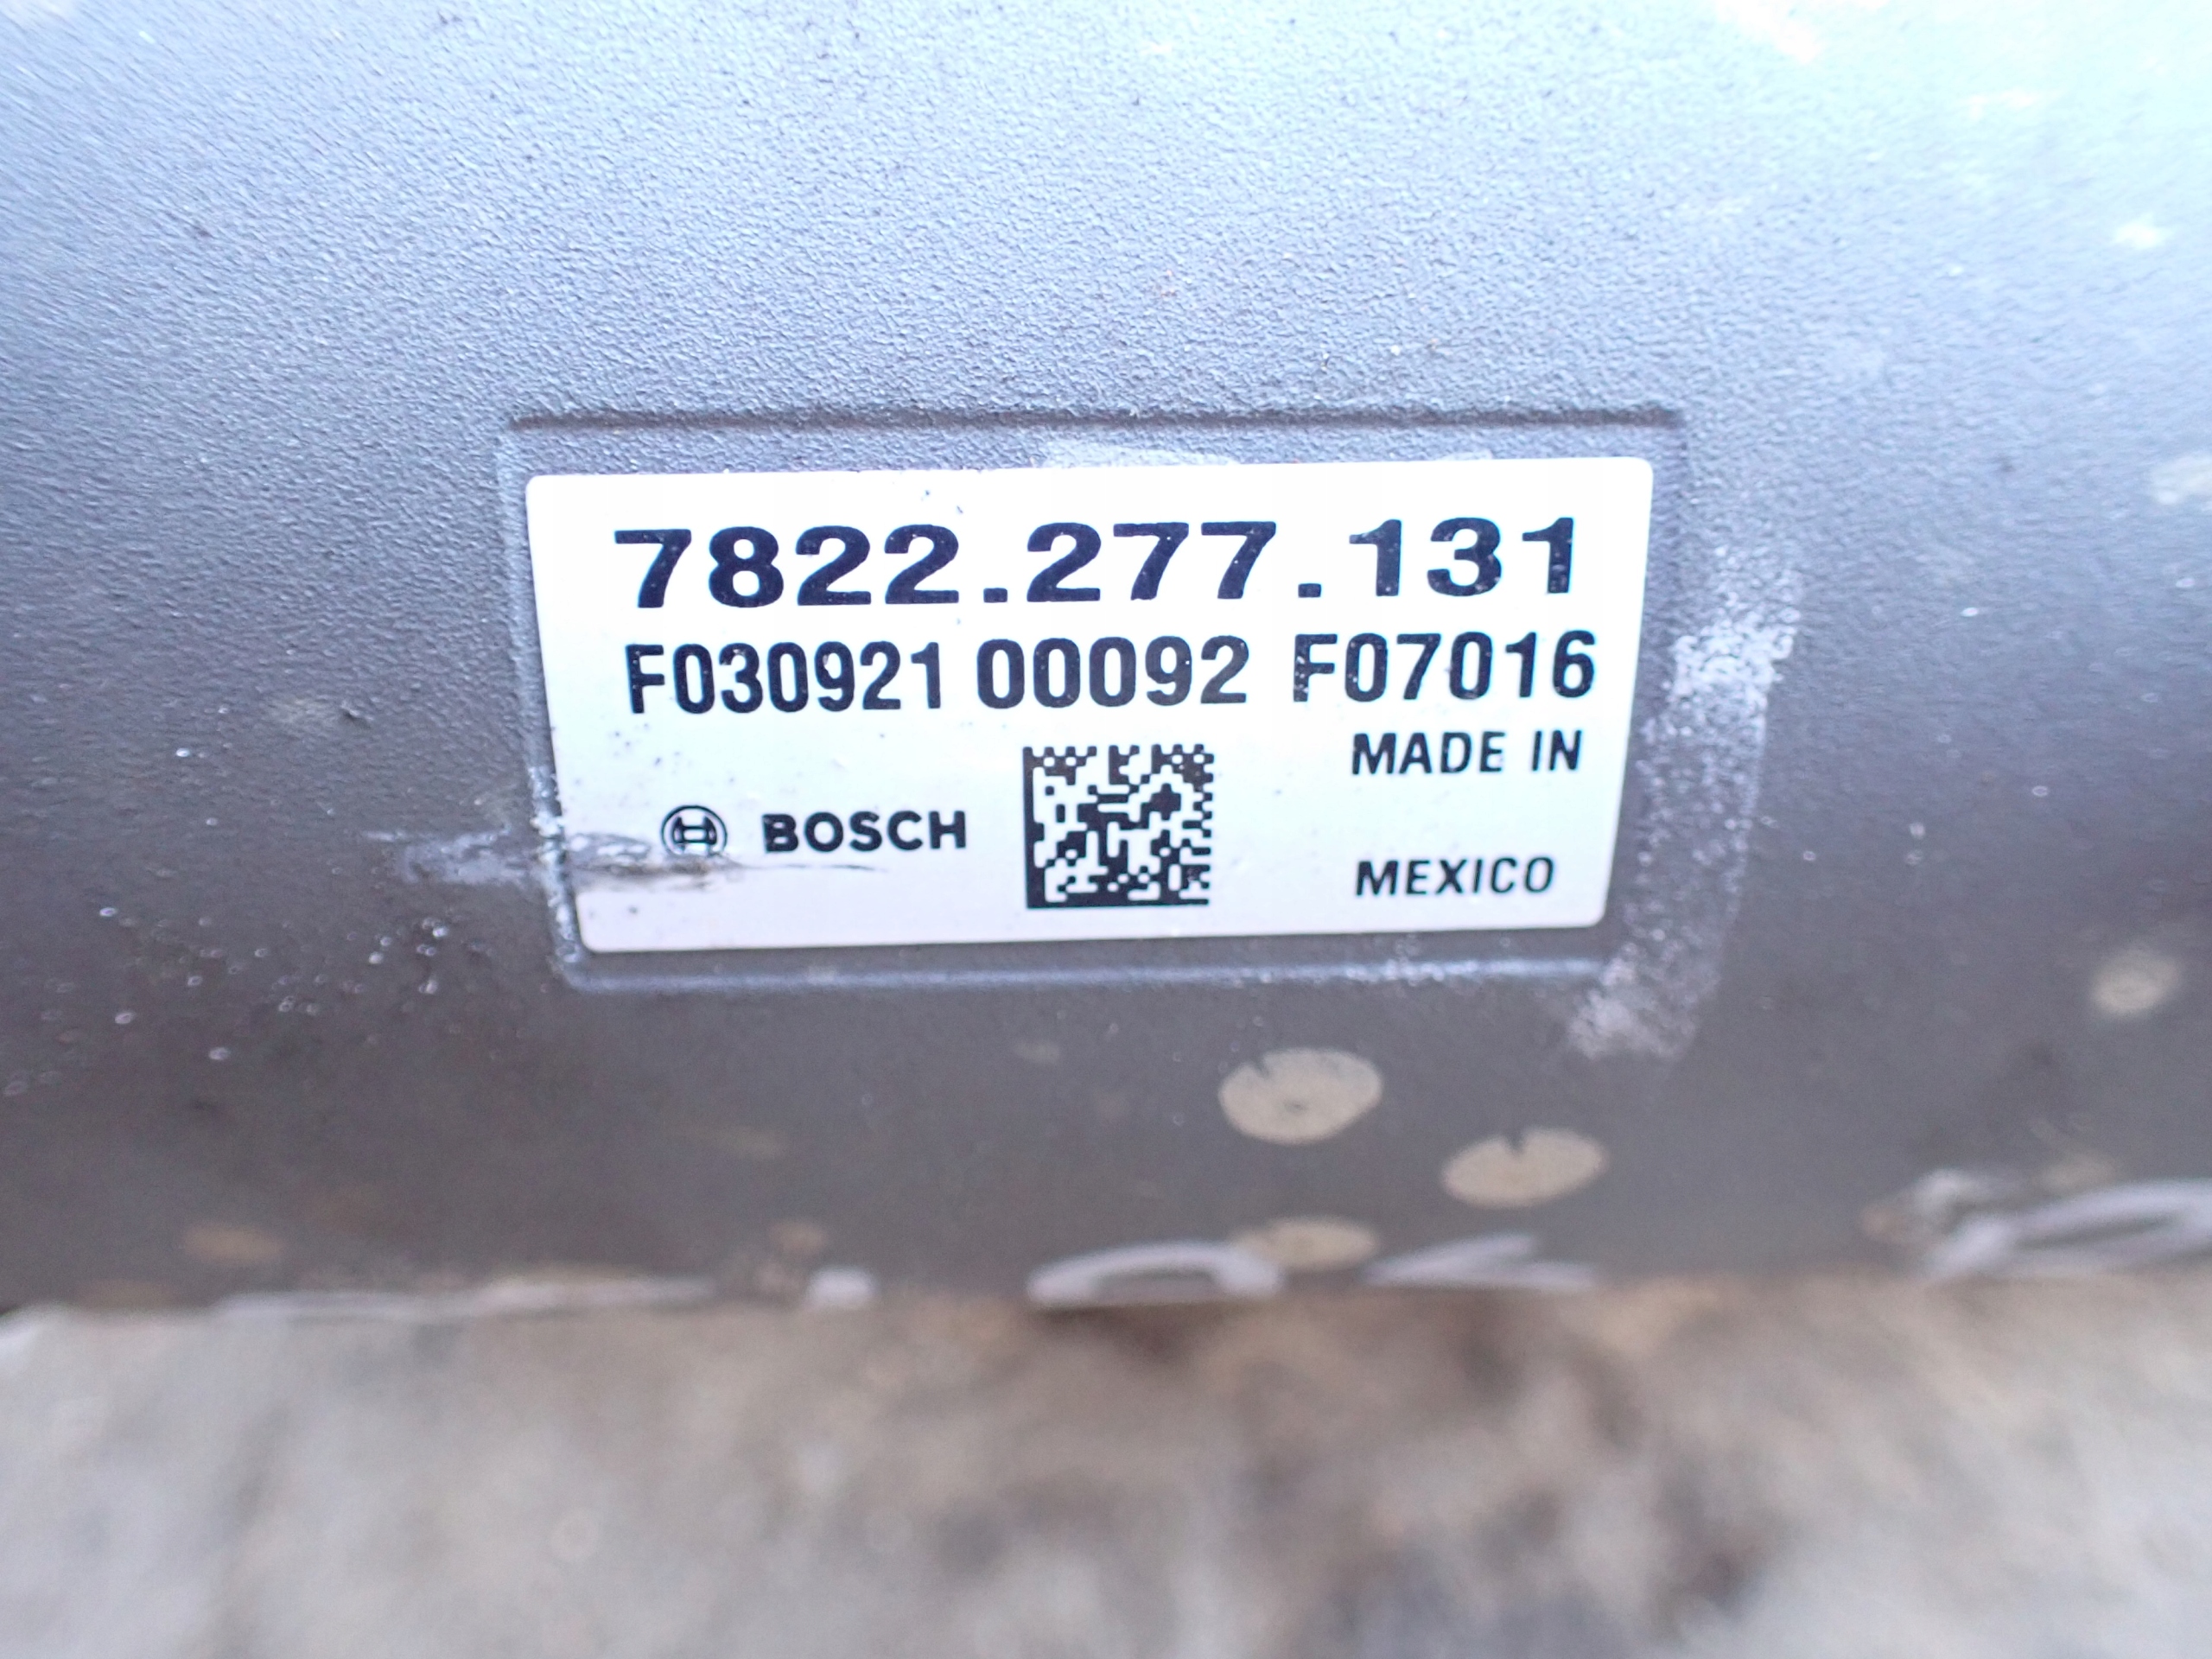 7822.277.131
F030921 00092 F07016
MADE IN
BOSCH
MEXICO